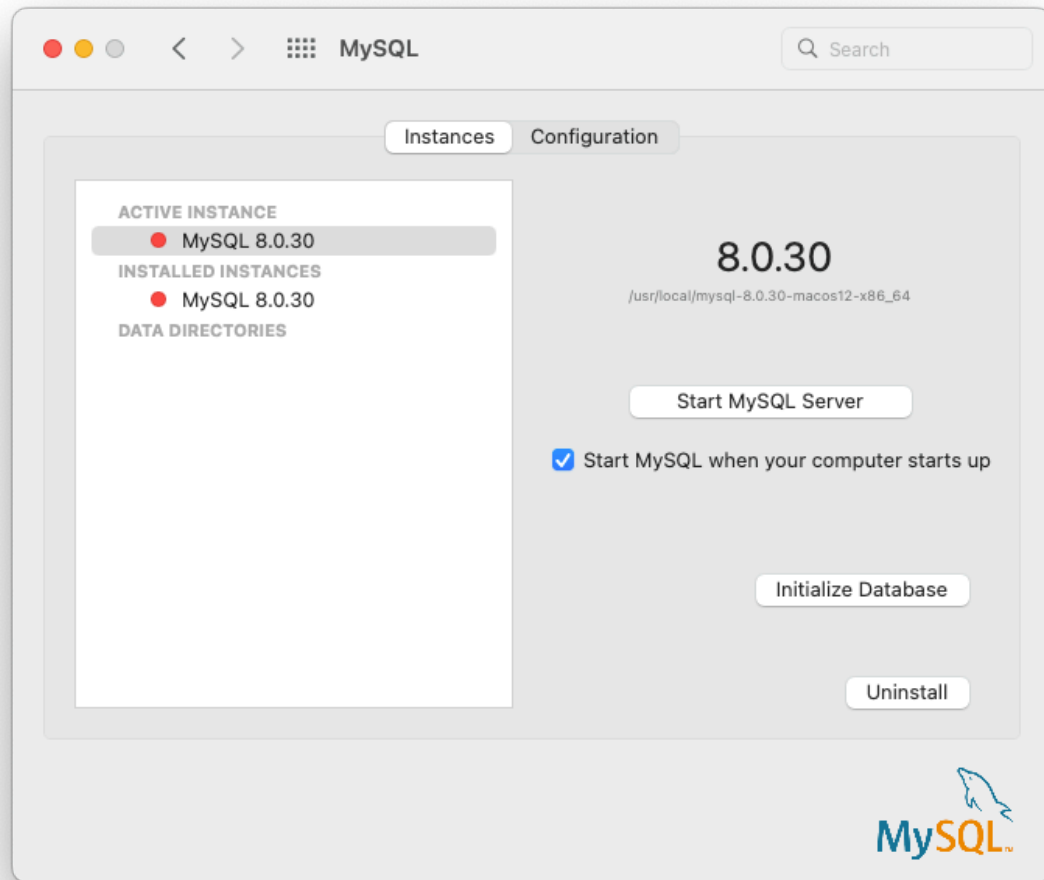 MySQL
Search
Instances
Configuration
ACTIVE INSTANCE
MySQL 8.0.30
INSTALLED INSTANCES
MySQL 8.0.30
DATA DIRECTORIES
8.0.30
/usr/local/mysql-8.0.30-macos12-x86_64
Start MySQL Server
Start MySQL when your computer starts up
Initialize Database
Uninstall
MySQL